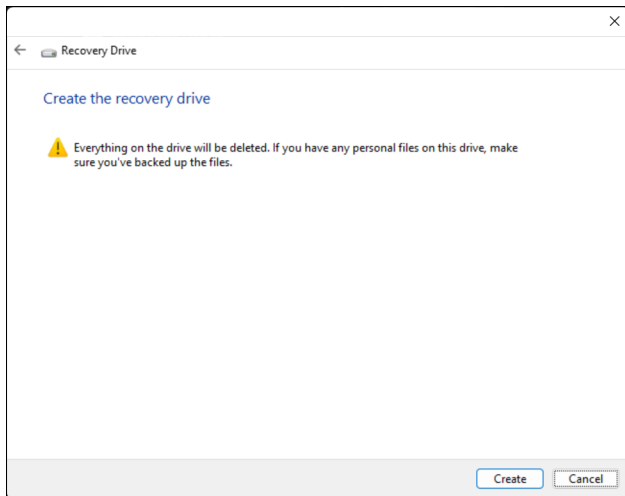 Recovery Drive
Create the recovery drive
Everything on the drive will be deleted. If you have any personal files on this drive, make
sure you've backed up the files.
Create
Cancel